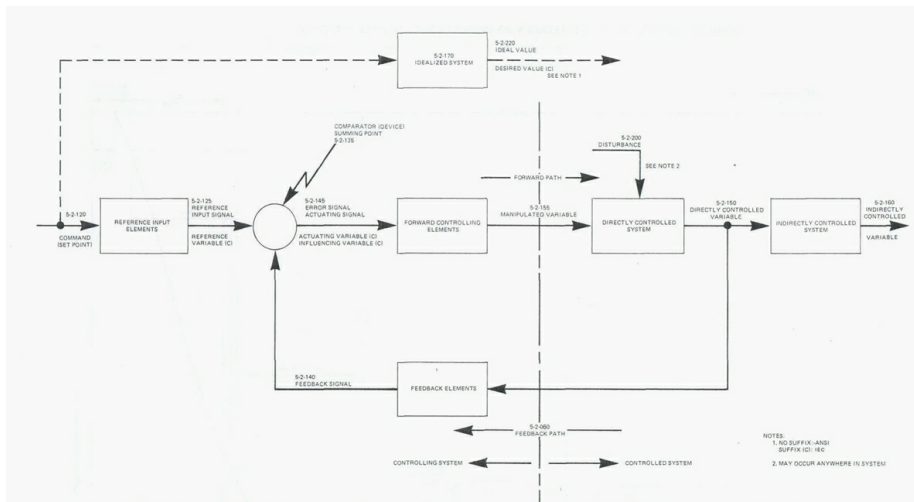 5-2-170
IDEALIZED SYSTEM
5-2-220
IDEAL VALUE
DESIRED VALUE (C)
SEE NOTE 1
COMPARATOR (DEVICE)
SUMMING POINT
5-2-135
5-2-200
DISTURBANCE
SEE NOTE 2
FORWARD PATH
5-2-120
COMMAND
(SET POINT)
REFERENCE INPUT
ELEMENTS
5-2-125
REFERENCE
INPUT SIGNAL
REFERENCE
VARIABLE (C)
5-2-145
ERROR SIGNAL
ACTUATING SIGNAL
ACTUATING VARIABLE (C)
INFLUENCING VARIABLE (C)
FORWARD CONTROLLING
ELEMENTS
5-2-155
MANIPULATED VARIABLE
DIRECTLY CONTROLLED
SYSTEM
5-2-150
DIRECTLY CONTROLLED
VARIABLE
INDIRECTLY CONTROLLED
SYSTEM
5-2-160
INDIRECTLY
CONTROLLED
VARIABLE
5-2-140
FEEDBACK SIGNAL
FEEDBACK ELEMENTS
5-2-060
FEEDBACK PATH
CONTROLLING SYSTEM
CONTROLLED SYSTEM
NOTES:
1. NO SUFFIX:-ANSI
SUFFIX (C): IEC
2. MAY OCCUR ANYWHERE IN SYSTEM